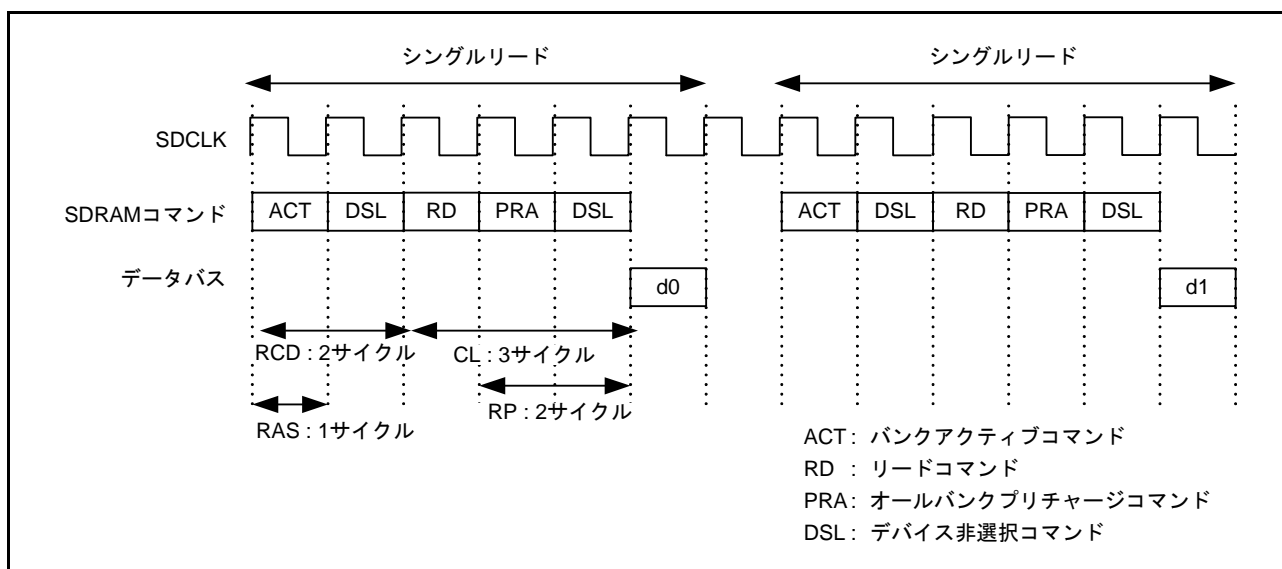 シングルリード シングルリード
SDCLK
SDRAMコマンド ACT DSL RD PRA DSL ACT DSL RD PRA DSL
データバス d0 d1
RCD : 2サイクル CL : 3サイクル
RAS : 1サイクル RP : 2サイクル
ACT : バンクアクティブコマンド
RD : リードコマンド
PRA : オールバンクプリチャージコマンド
DSL : デバイス非選択コマンド